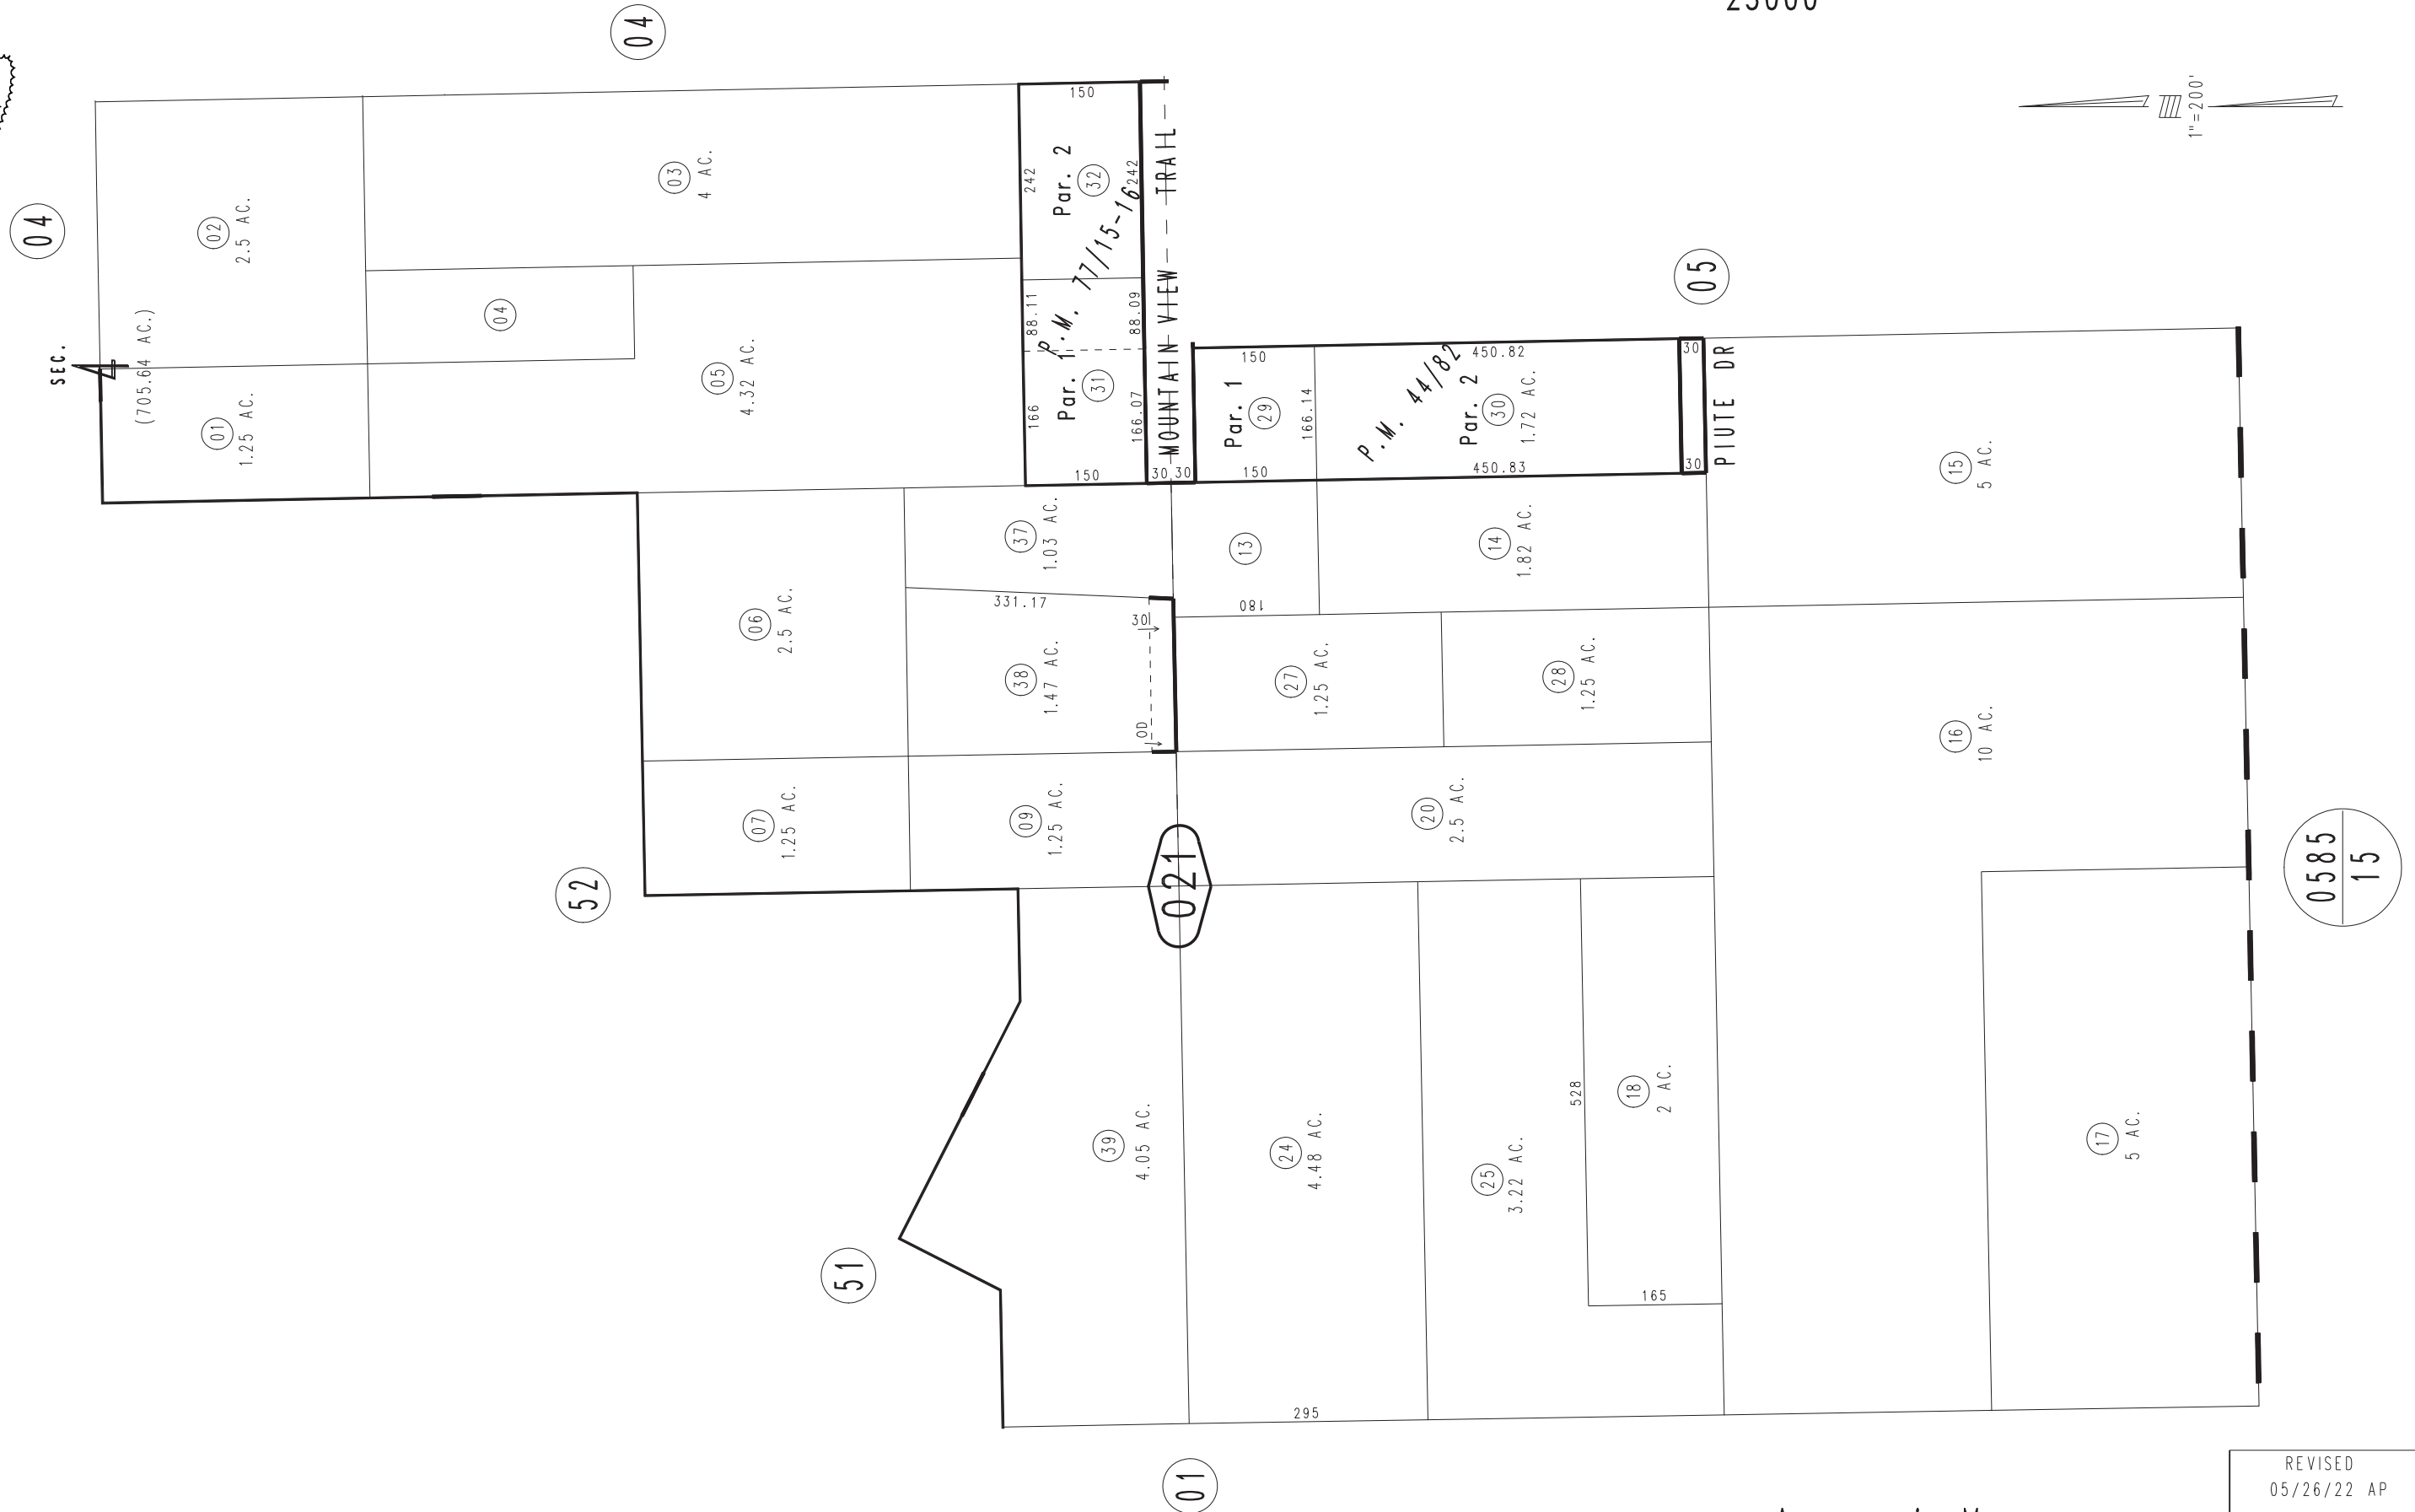 25000
04
04
SEC.
4
(705.64 AC.)
02
2.5 AC.
01
1.25 AC.
03
4 AC.
04
05
4.32 AC.
150
242
Par. 2
32
242
P.M. 77/15-16
88.11
88.09
166
Par. 1
31
166.07
150
MOUNTAIN VIEW TRAIL
30 30
1"=200'
05
150
Par. 1
29
166.14
150
P.M. 44/82
450.82
Par. 2
30
1.72 AC.
450.83
30
30
PIUTE DR
15
5 AC.
37
1.03 AC.
331.17
13
180
14
1.82 AC.
06
2.5 AC.
38
1.47 AC.
30
OD
27
1.25 AC.
28
1.25 AC.
16
10 AC.
07
1.25 AC.
09
1.25 AC.
20
2.5 AC.
52
021
0585
15
51
39
4.05 AC.
24
4.48 AC.
25
3.22 AC.
528
18
2 AC.
165
17
5 AC.
295
01
REVISED
05/26/22 AP